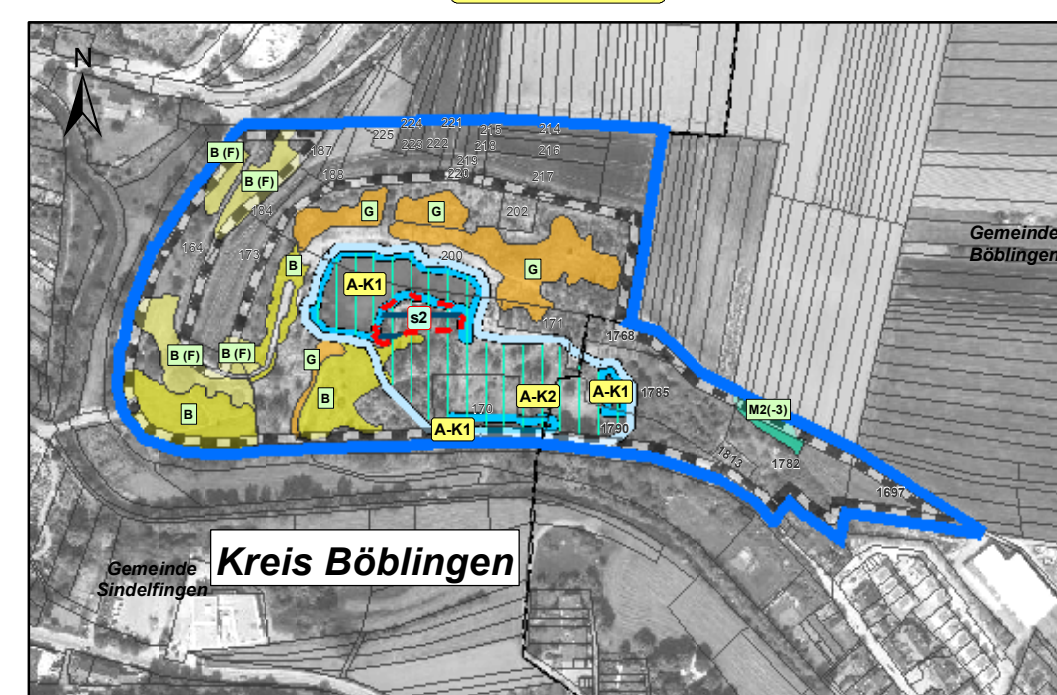 N
224
221
215
214
225
223
222
218
216
B (F)
187
219
B (F)
188
220
217
184
G
G
202
164
173
Gemeinde
Böblingen
B
200
G
A-K1
s2
171
1768
B (F)
B (F)
G
A-K1
1785
B
B
A-K2
170
M2(-3)
A-K1
1790
1813
1782
1697
Kreis Böblingen
Gemeinde
Sindelfingen